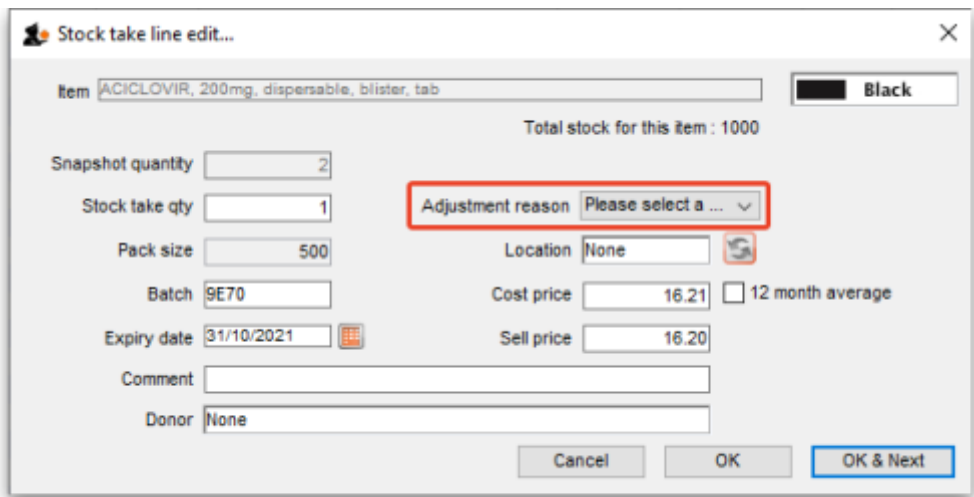 Stock take line edit...
Item ACICLOVIR, 200mg, dispersable, blister, tab Black
Total stock for this item : 1000
Snapshot quantity 2
Stock take qty 1 Adjustment reason Please select a ...
Pack size 500 Location None
Batch 9E70 Cost price 16.21 12 month average
Expiry date 31/10/2021 Sell price 16.20
Comment
Donor None
Cancel OK OK & Next